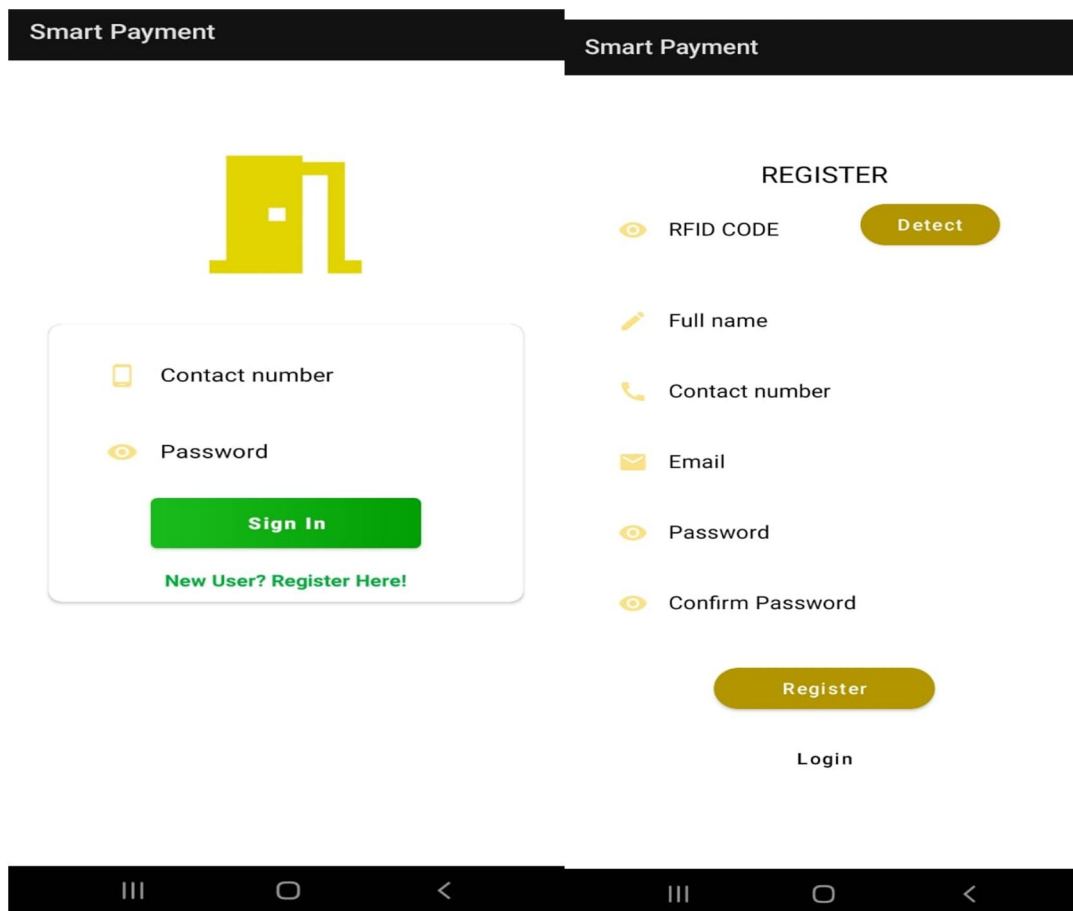 Smart Payment
Contact number
Password
Sign In
New User? Register Here!
Smart Payment
REGISTER
RFID CODE
Detect
Full name
Contact number
Email
Password
Confirm Password
Register
Login